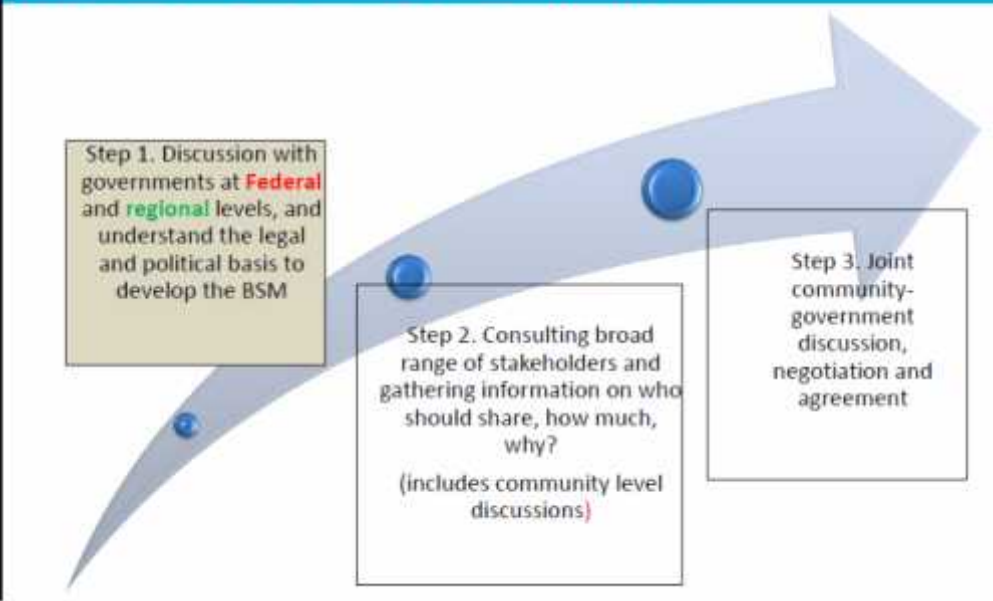 Step 1. Discussion with
governments at Federal
and regional levels, and
understand the legal
and political basis to
develop the BSM
Step 2. Consulting broad
range of stakeholders and
gathering information on who
should share, how much,
why?
(includes community level
discussions)
Step 3. Joint
community-
government
discussion,
negotiation and
agreement